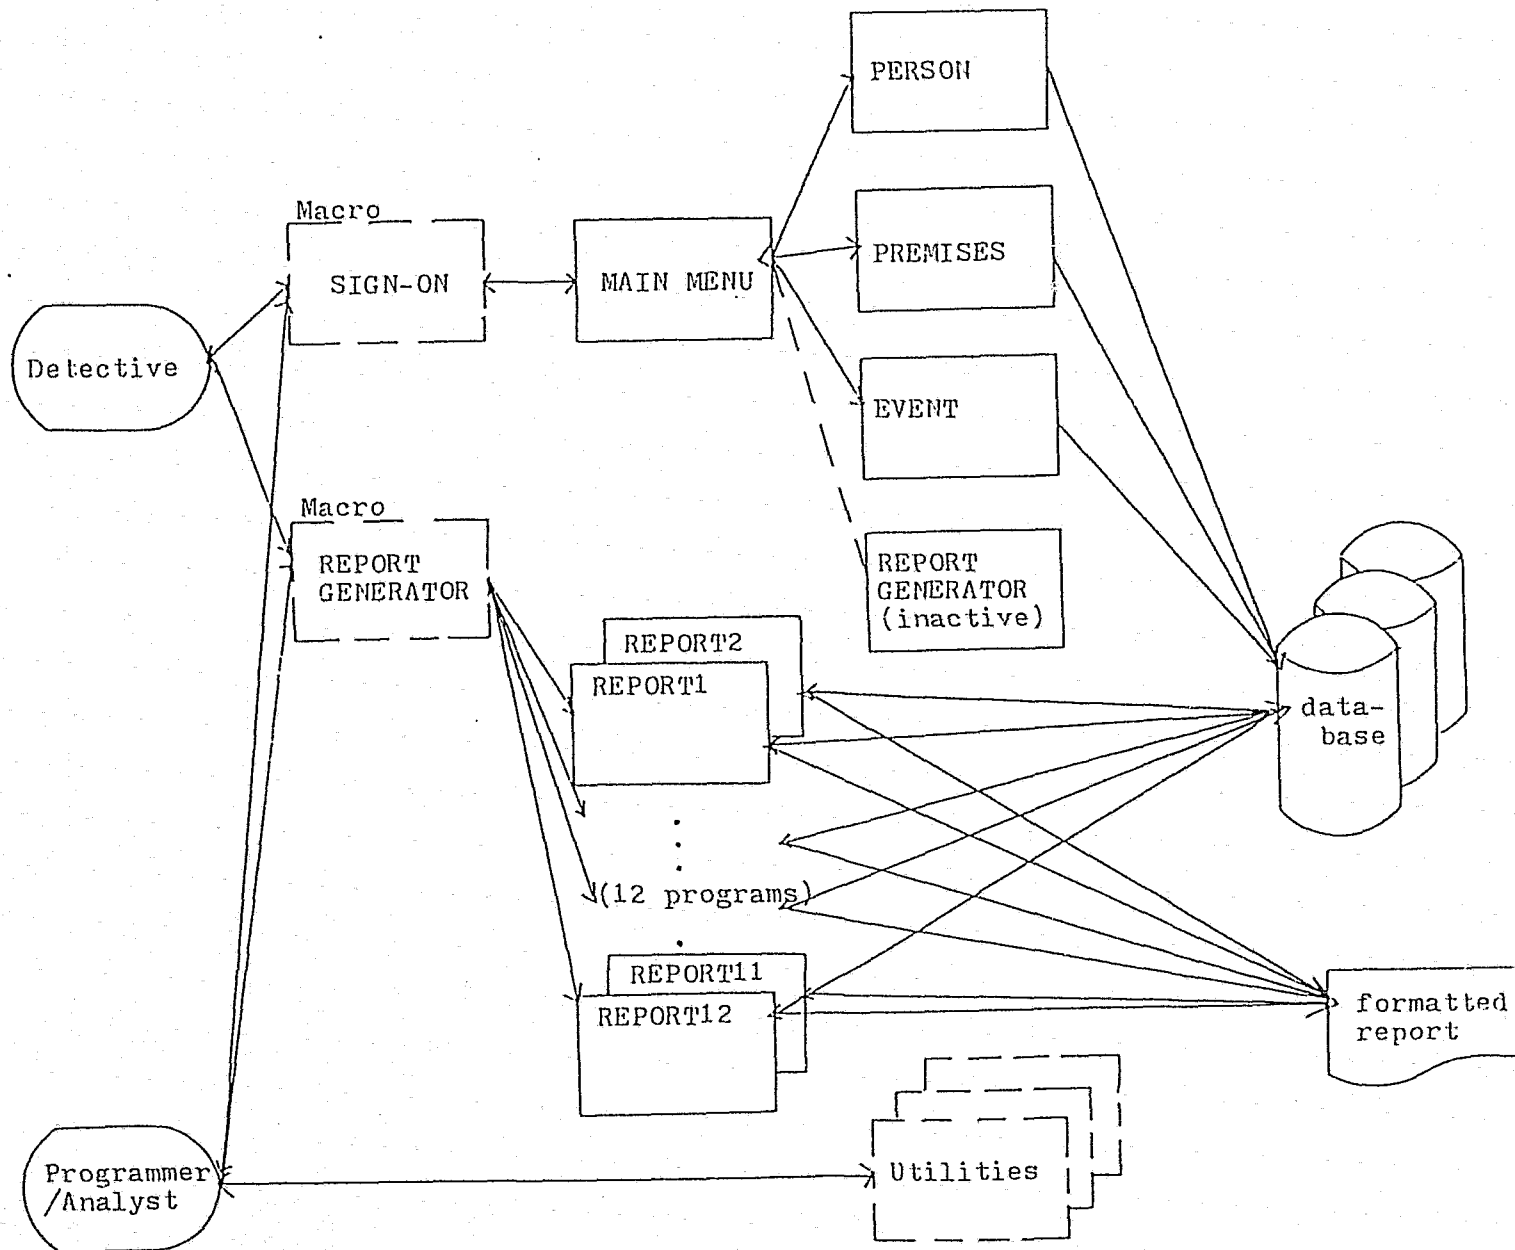 PERSON
Macro
SIGN-ON
MAIN MENU
PREMISES
Detective
EVENT
Macro
REPORT
GENERATOR
REPORT
GENERATOR
(inactive)
REPORT2
REPORT1
data-
base
(12 programs)
REPORT11
REPORT12
formatted
report
Programmer
/Analyst
Utilities